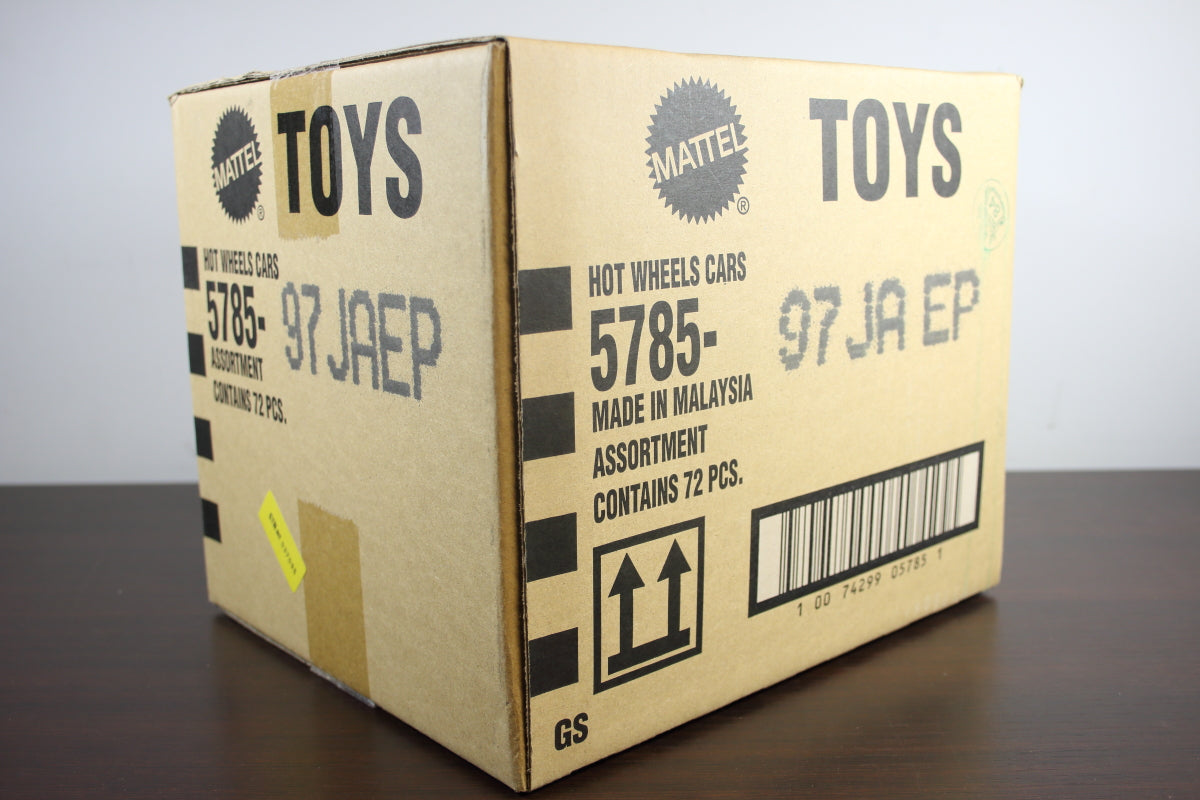 MATTEL
®
TOYS
HOT WHEELS CARS
5785-
97 JAEP
ASSORTMENT
CONTAINS 72 PCS.
MATTEL
®
TOYS
HOT WHEELS CARS
5785-
97 JA EP
MADE IN MALAYSIA
ASSORTMENT
CONTAINS 72 PCS.
1 00 74299 05785 1
GS